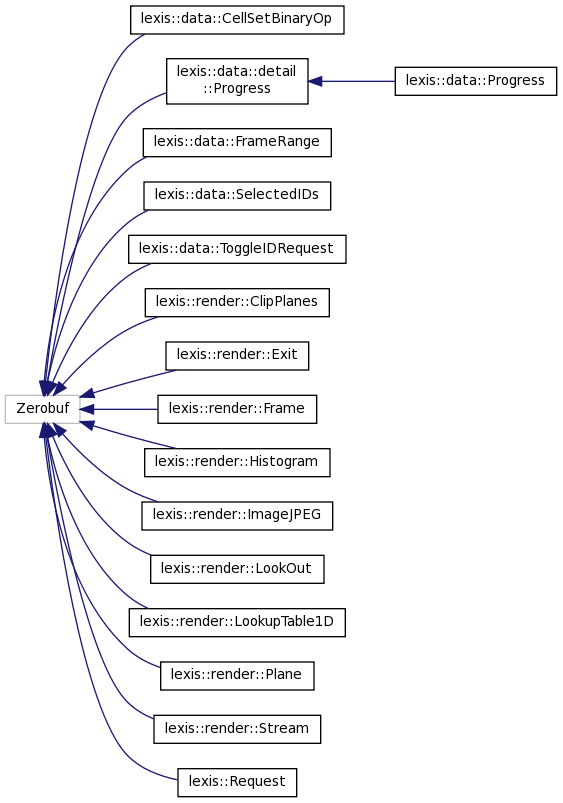 lexis::data::CellSetBinaryOp
lexis::data::detail
::Progress
lexis::data::Progress
lexis::data::FrameRange
lexis::data::SelectedIDs
lexis::data::ToggleIDRequest
lexis::render::ClipPlanes
lexis::render::Exit
Zerobuf
lexis::render::Frame
lexis::render::Histogram
lexis::render::ImageJPEG
lexis::render::LookOut
lexis::render::LookupTable1D
lexis::render::Plane
lexis::render::Stream
lexis::Request